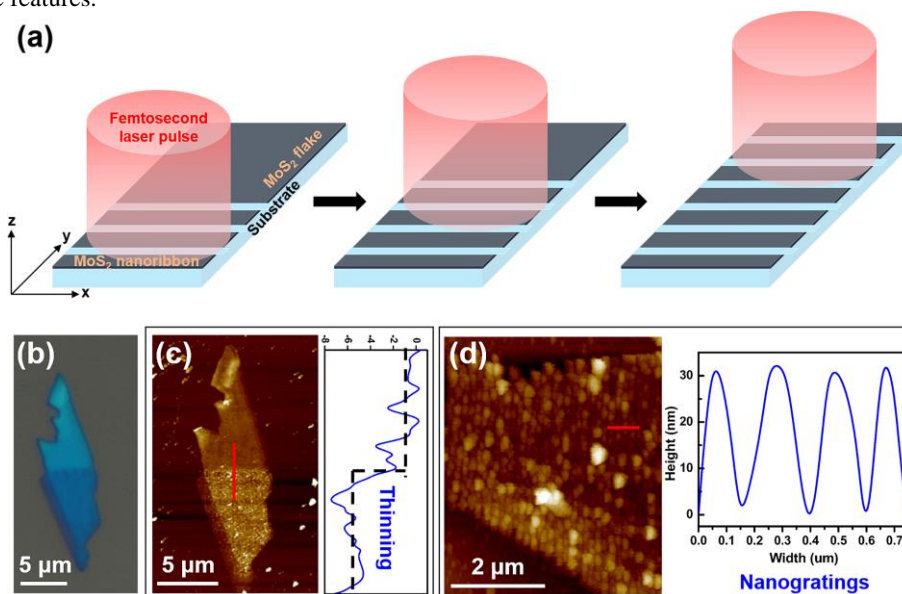 e features.
(a)
Femtosecond
laser pulse
MoS₂ flake
Substrate
MoS₂ nanoribbon
z
y
x
(b)
5 µm
(c)
5 µm
-8 -6 -4 -2 0
Thinning
(d)
2 µm
Height (nm)
30
20
10
0
0.0 0.1 0.2 0.3 0.4 0.5 0.6 0.7
Width (um)
Nanogratings